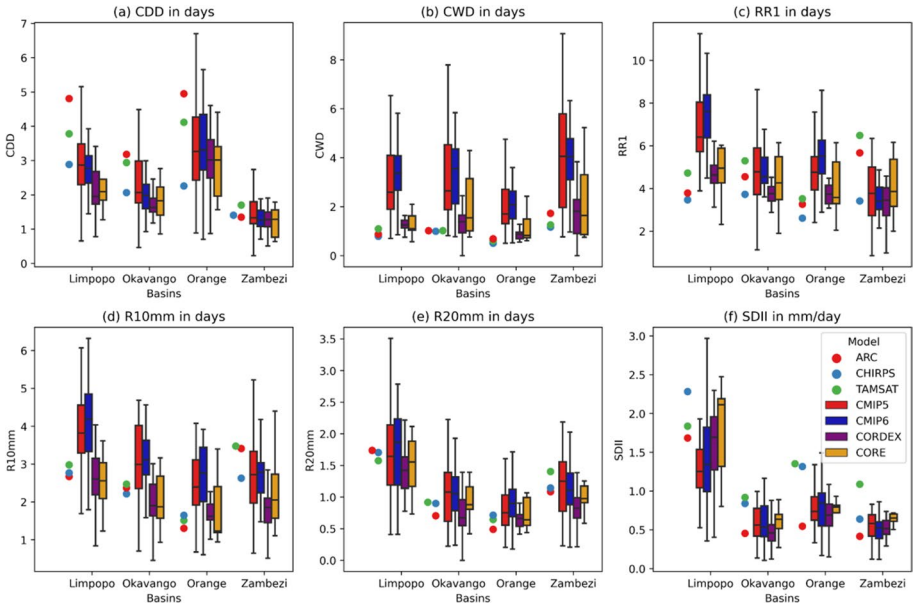 (a) CDD in days
7
6
5
4
3
2
1
0
CDD
Limpopo Okavango Orange Zambezi
Basins
(b) CWD in days
8
6
4
2
0
CWD
Limpopo Okavango Orange Zambezi
Basins
(c) RR1 in days
10
8
6
4
2
RR1
Limpopo Okavango Orange Zambezi
Basins
(d) R10mm in days
6
5
4
3
2
1
R10mm
Limpopo Okavango Orange Zambezi
Basins
(e) R20mm in days
3.5
3.0
2.5
2.0
1.5
1.0
0.5
0.0
R20mm
Limpopo Okavango Orange Zambezi
Basins
(f) SDII in mm/day
3.0
2.5
2.0
1.5
1.0
0.5
0.0
SDII
Limpopo Okavango Orange Zambezi
Basins
Model
ARC
CHIRPS
TAMSAT
CMIP5
CMIP6
CORDEX
CORE